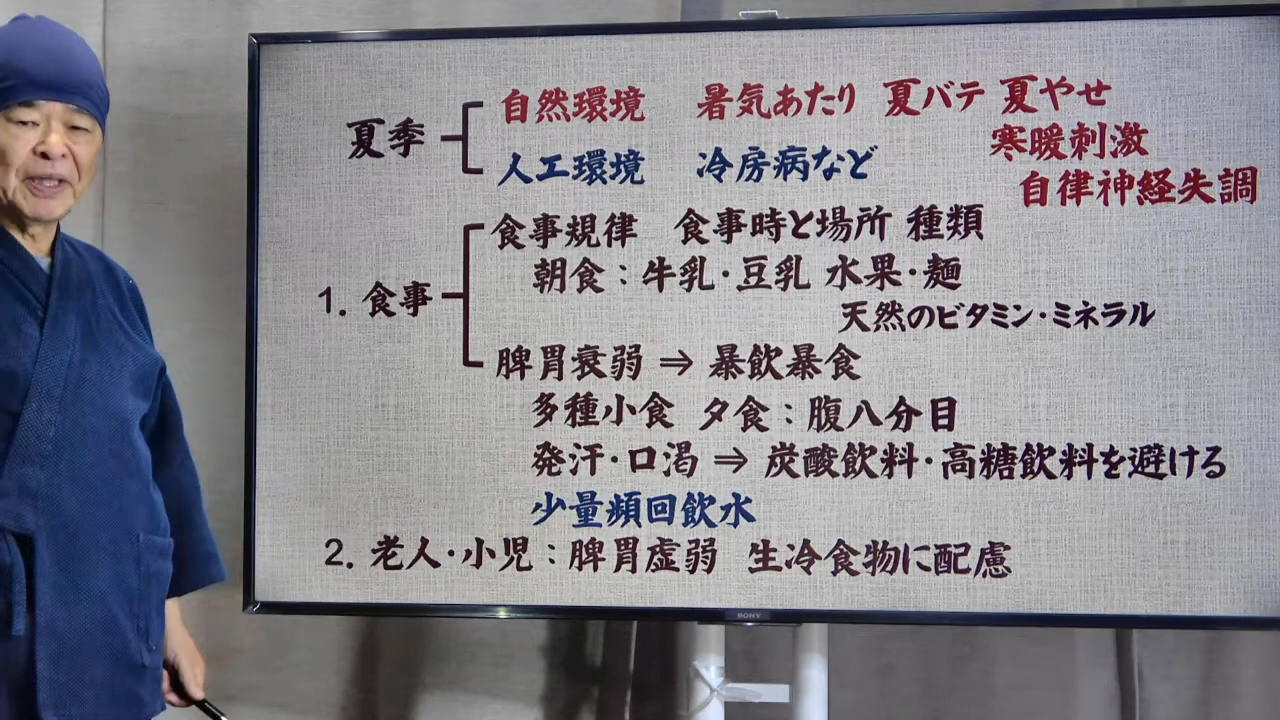 夏季 自然環境 暑気あたり 夏バテ 夏やせ
寒暖刺激
人工環境 冷房病など
自律神経失調
1. 食事 食事規律 食事時と場所 種類
朝食：牛乳・豆乳 水果・麺
天然のビタミン・ミネラル
脾胃衰弱 ⇒ 暴飲暴食
多種小食 夕食：腹八分目
発汗・口渇 ⇒ 炭酸飲料・高糖飲料を避ける
少量頻回飲水
2. 老人・小児：脾胃虚弱 生冷食物に配慮
SONY